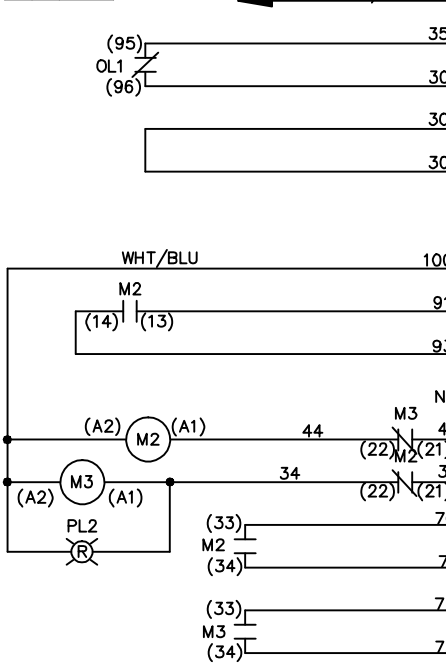 (95) 35
OL1
(96) 30
30
30
WHT/BLU 100
M2 91
(14) (13)
93
N
M3
(A2) M2 (A1) 44 4
(22) (21)
M2
M3 34 3
(A2) (A1) (22) (21)
PL2
R
(33) 7
M2
(34) 7
(33) 7
M3
(34) 7